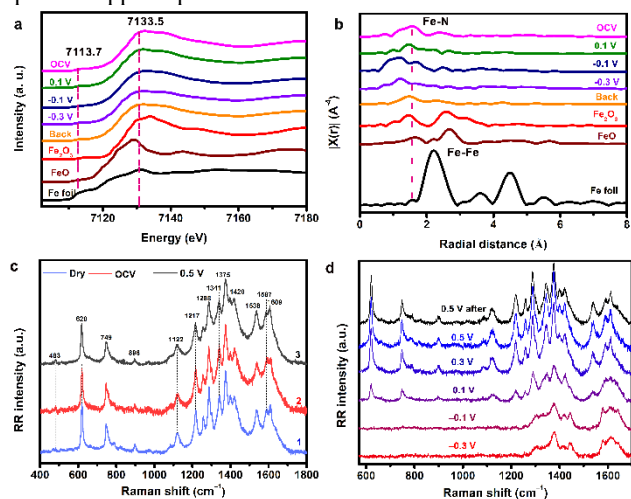 a
7133.5
7113.7
OCV
0.1 V
-0.1 V
-0.3 V
Back
Fe2O3
FeO
Fe foil
Intensity (a. u.)
7120 7140 7160 7180
Energy (eV)
b
Fe-N
OCV
0.1 V
-0.1 V
-0.3 V
Back
Fe2O3
FeO
Fe-Fe
Fe foil
|X(r)| (A-4)
0 2 4 6 8
Radial distance (Å)
c
Dry OCV 0.5 V
483 620 749 896 1122 1217 1288 1341 1375 1420 1538 1587 1609
3
2
1
RR intensity (a.u.)
400 600 800 1000 1200 1400 1600 1800
Raman shift (cm−1)
d
0.5 V after
0.5 V
0.3 V
0.1 V
−0.1 V
−0.3 V
RR intensity (a.u.)
600 800 1000 1200 1400 1600
Raman shift (cm−1)